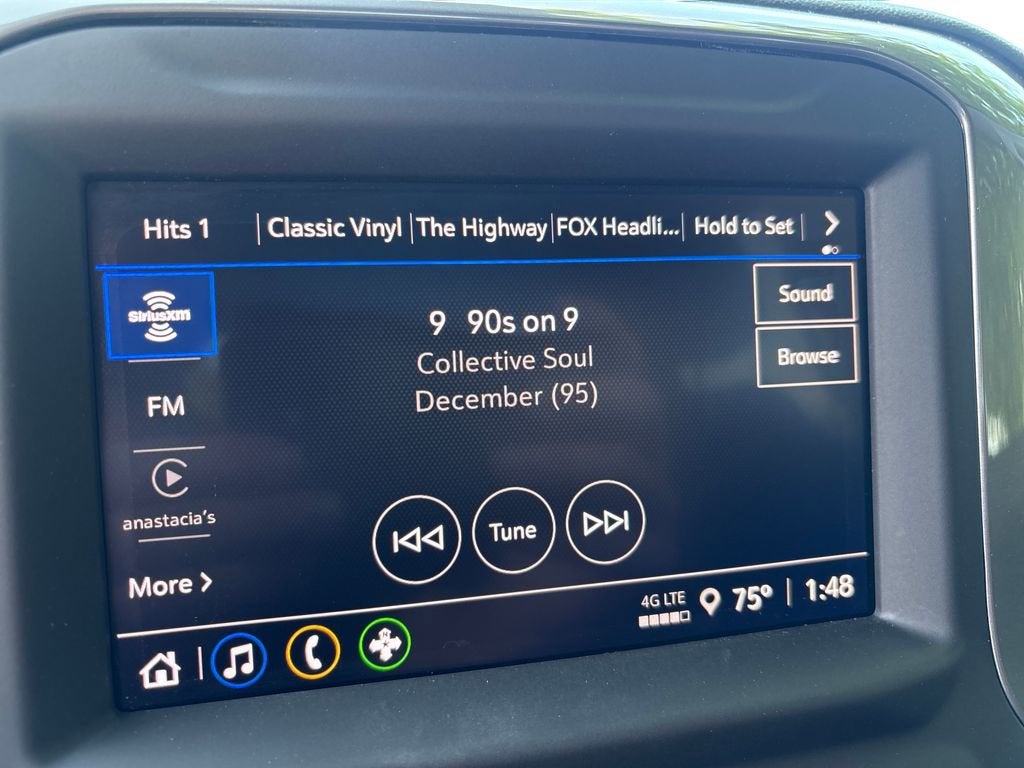 Hits 1 | Classic Vinyl | The Highway | FOX Headli... | Hold to Set |
SiriusXM
9 90s on 9
Collective Soul
December (95)
Sound
Browse
FM
anastacia's
More
Tune
4G LTE
75° | 1:48